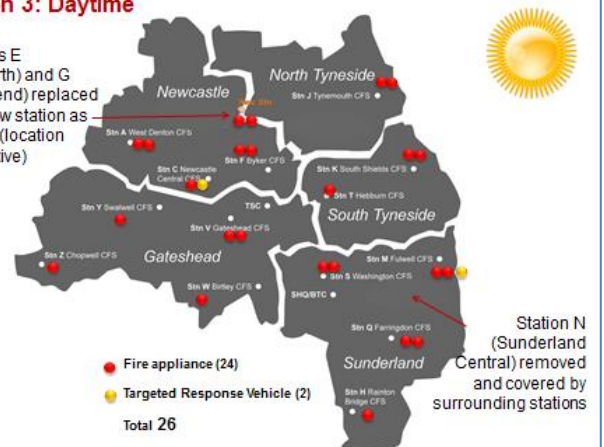 n 3: Daytime
s E
th) and G
end) replaced
w station as
(location
tive)
Newcastle
North Tyneside
Stn J Tynemouth CFS
New Stn
Stn A West Denton CFS
Stn F Byker CFS
Stn C Newcastle
Central CFS
Stn K South Shields CFS
Stn T Hebburn CFS
South Tyneside
Stn Y Swalwell CFS
TSC
Stn V Gateshead CFS
Stn Z Chopwell CFS
Gateshead
Stn W Birtley CFS
Stn M Fulwell CFS
Stn S Washington CFS
SHQ/BTC
Stn Q Farringdon CFS
Sunderland
Stn H Rainton
Bridge CFS
Fire appliance (24)
Targeted Response Vehicle (2)
Total 26
Station N
(Sunderland
Central) removed
and covered by
surrounding stations